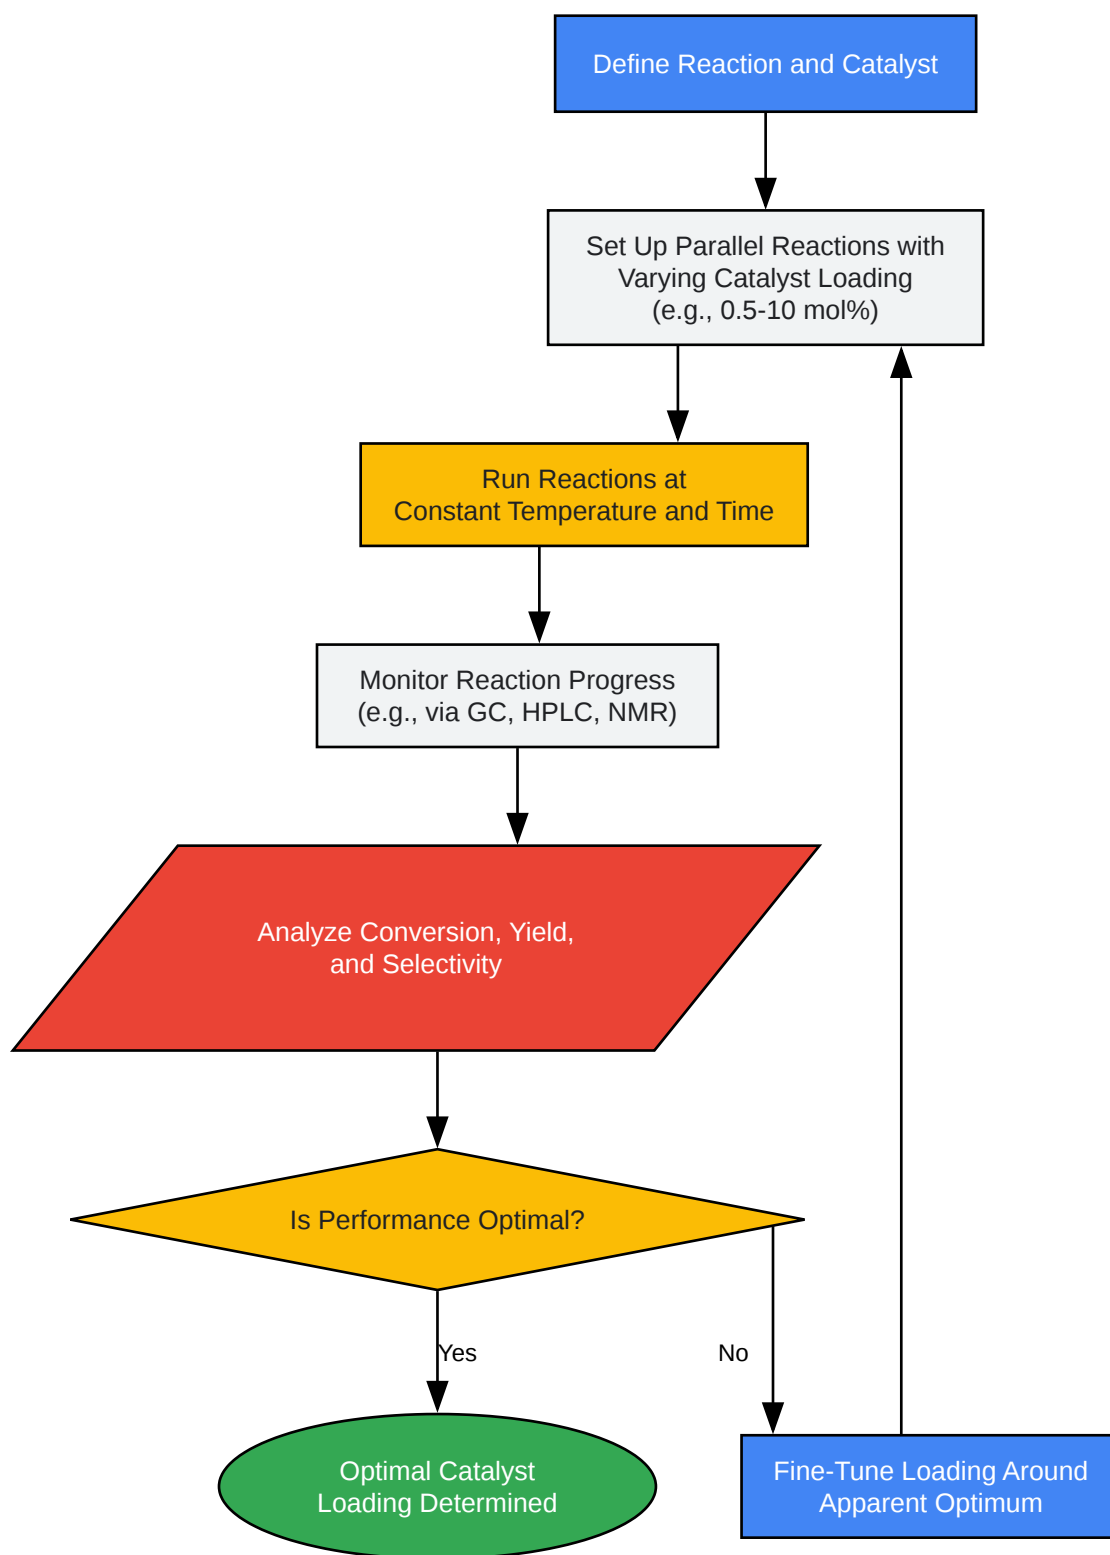 Define Reaction and Catalyst
Set Up Parallel Reactions with
Varying Catalyst Loading
(e.g., 0.5-10 mol%)
Run Reactions at
Constant Temperature and Time
Monitor Reaction Progress
(e.g., via GC, HPLC, NMR)
Analyze Conversion, Yield,
and Selectivity
Is Performance Optimal?
Yes
No
Optimal Catalyst
Loading Determined
Fine-Tune Loading Around
Apparent Optimum